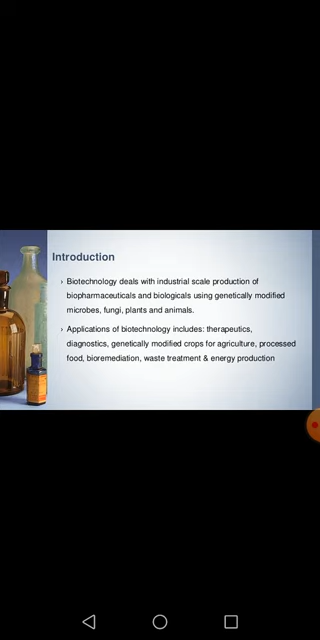 Introduction
› Biotechnology deals with industrial scale production of
biopharmaceuticals and biologicals using genetically modified
microbes, fungi, plants and animals.
› Applications of biotechnology includes: therapeutics,
diagnostics, genetically modified crops for agriculture, processed
food, bioremediation, waste treatment & energy production